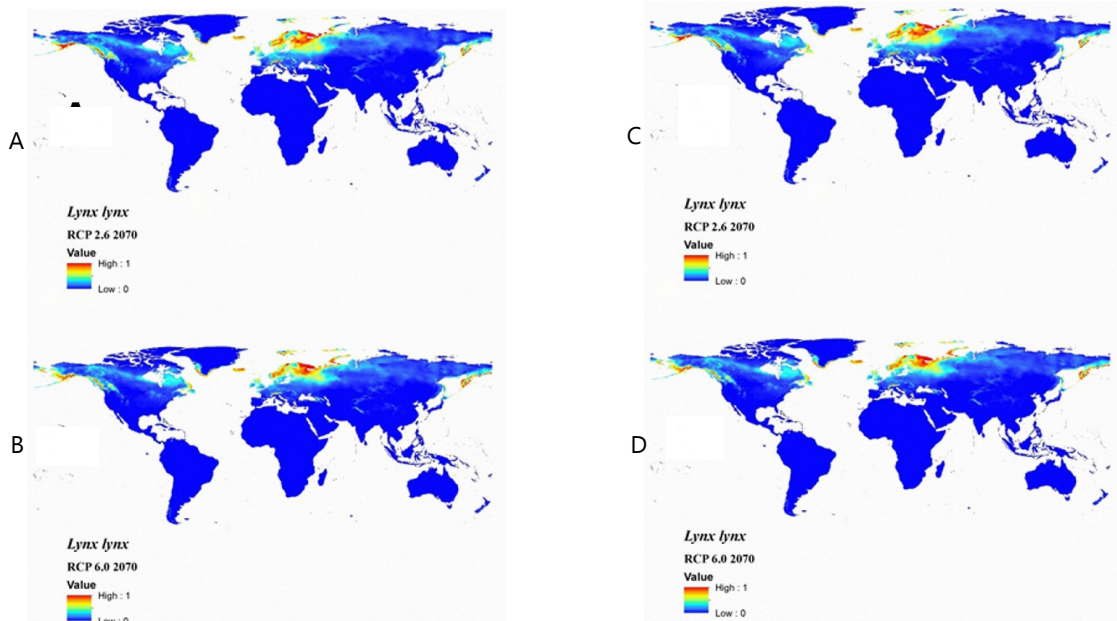 A
Lynx lynx
RCP 2.6 2070
Value
High : 1
Low : 0
B
Lynx lynx
RCP 6.0 2070
Value
High : 1
Low : 0
C
Lynx lynx
RCP 2.6 2070
Value
High : 1
Low : 0
D
Lynx lynx
RCP 6.0 2070
Value
High : 1
Low : 0